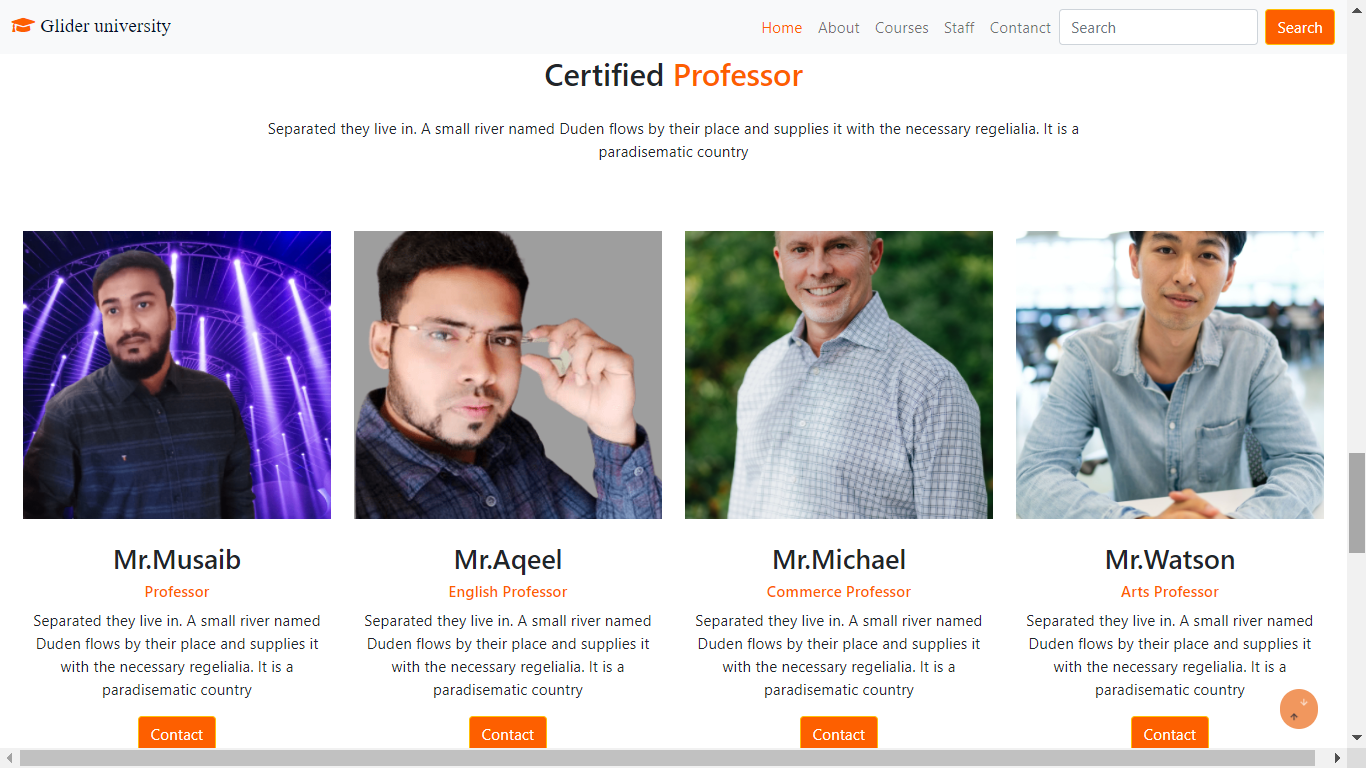 Glider university
Home About Courses Staff Contanct Search Search
Certified Professor
Separated they live in. A small river named Duden flows by their place and supplies it with the necessary regelialia. It is a
paradisematic country
Mr.Musaib
Professor
Separated they live in. A small river named
Duden flows by their place and supplies it
with the necessary regelialia. It is a
paradisematic country
Contact
Mr.Aqeel
English Professor
Separated they live in. A small river named
Duden flows by their place and supplies it
with the necessary regelialia. It is a
paradisematic country
Contact
Mr.Michael
Commerce Professor
Separated they live in. A small river named
Duden flows by their place and supplies it
with the necessary regelialia. It is a
paradisematic country
Contact
Mr.Watson
Arts Professor
Separated they live in. A small river named
Duden flows by their place and supplies it
with the necessary regelialia. It is a
paradisematic country
Contact